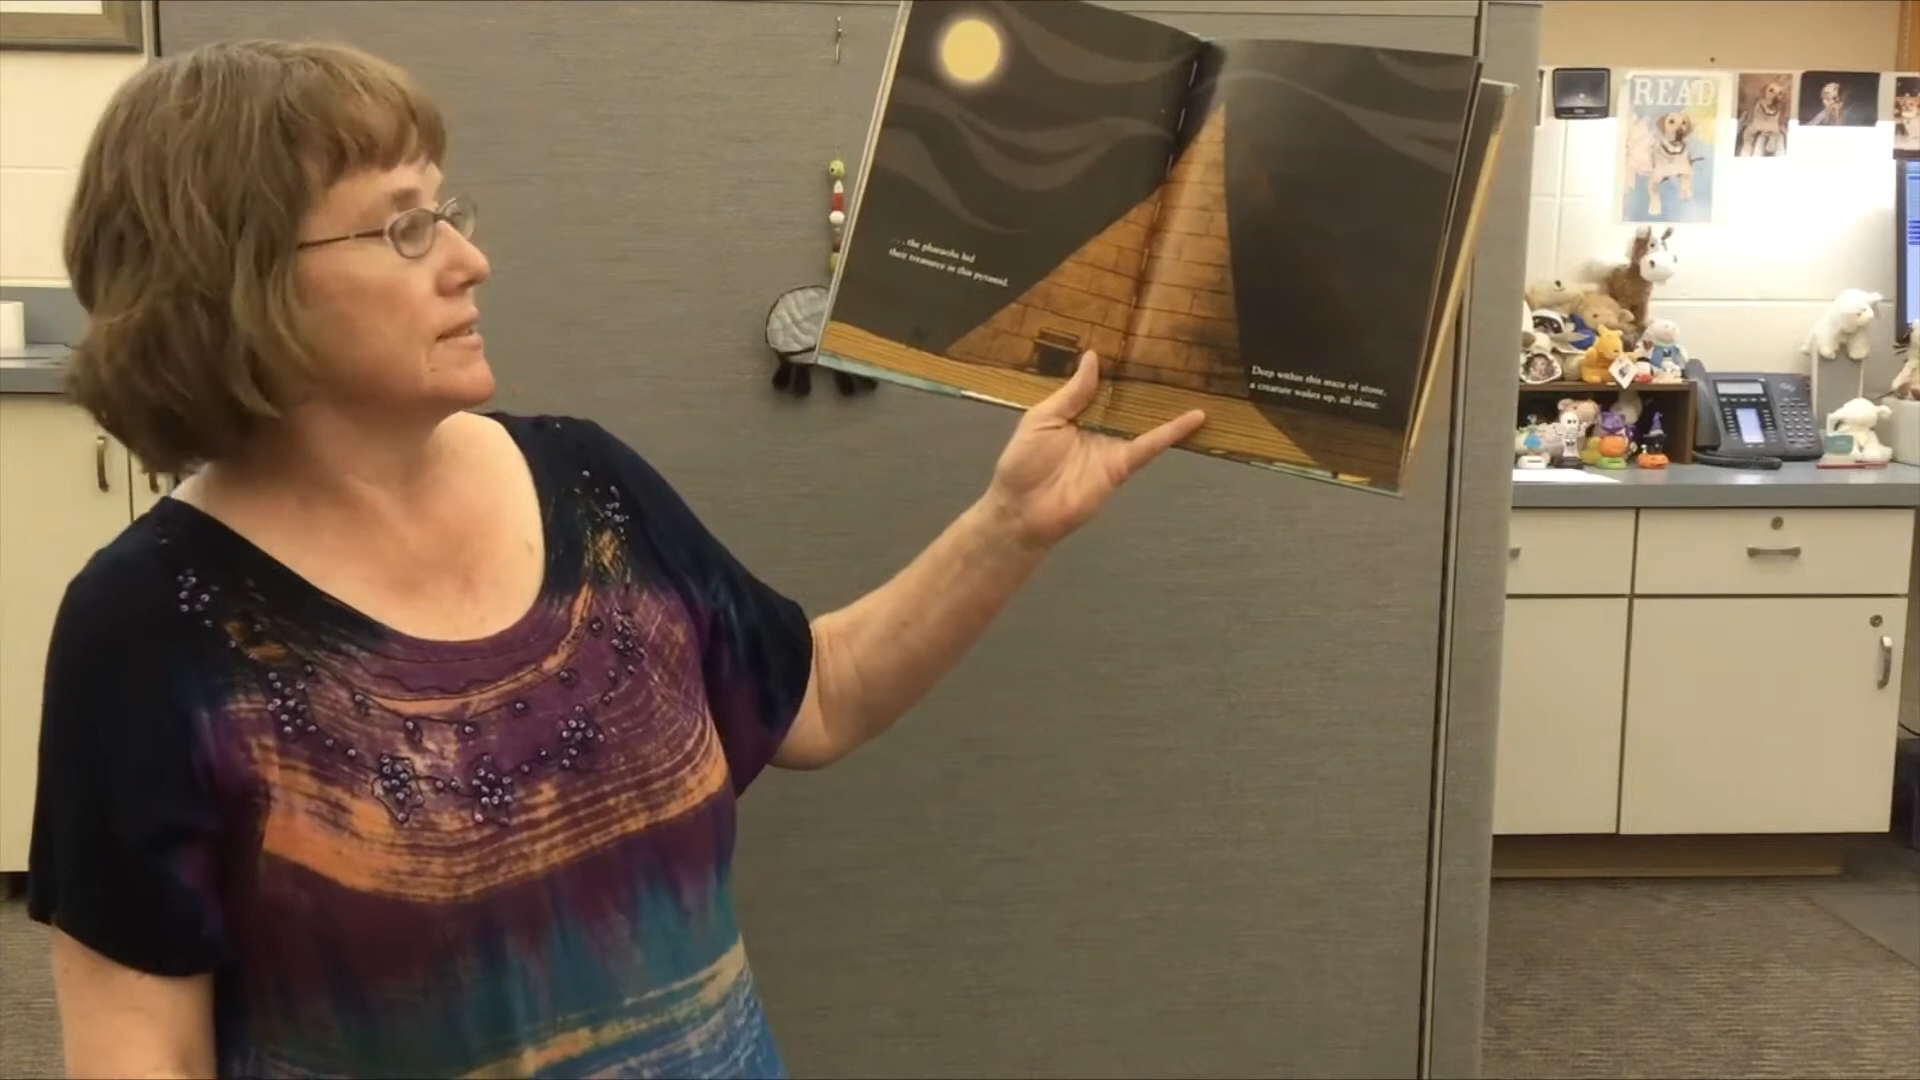 . . . the pharaohs hid
their treasures in this pyramid.
Deep within this maze of stone,
a creature wakes up, all alone.
READ